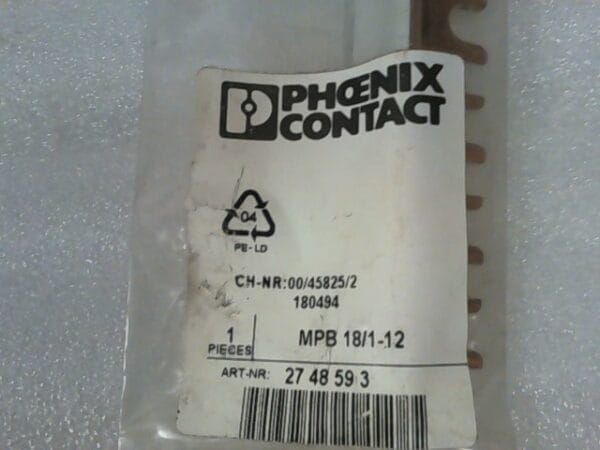 PHŒNIX
CONTACT
04
PE-LD
CH-NR:00/45825/2
180494
1
PIECES
MPB 18/1-12
ART-NR: 27 48 59 3